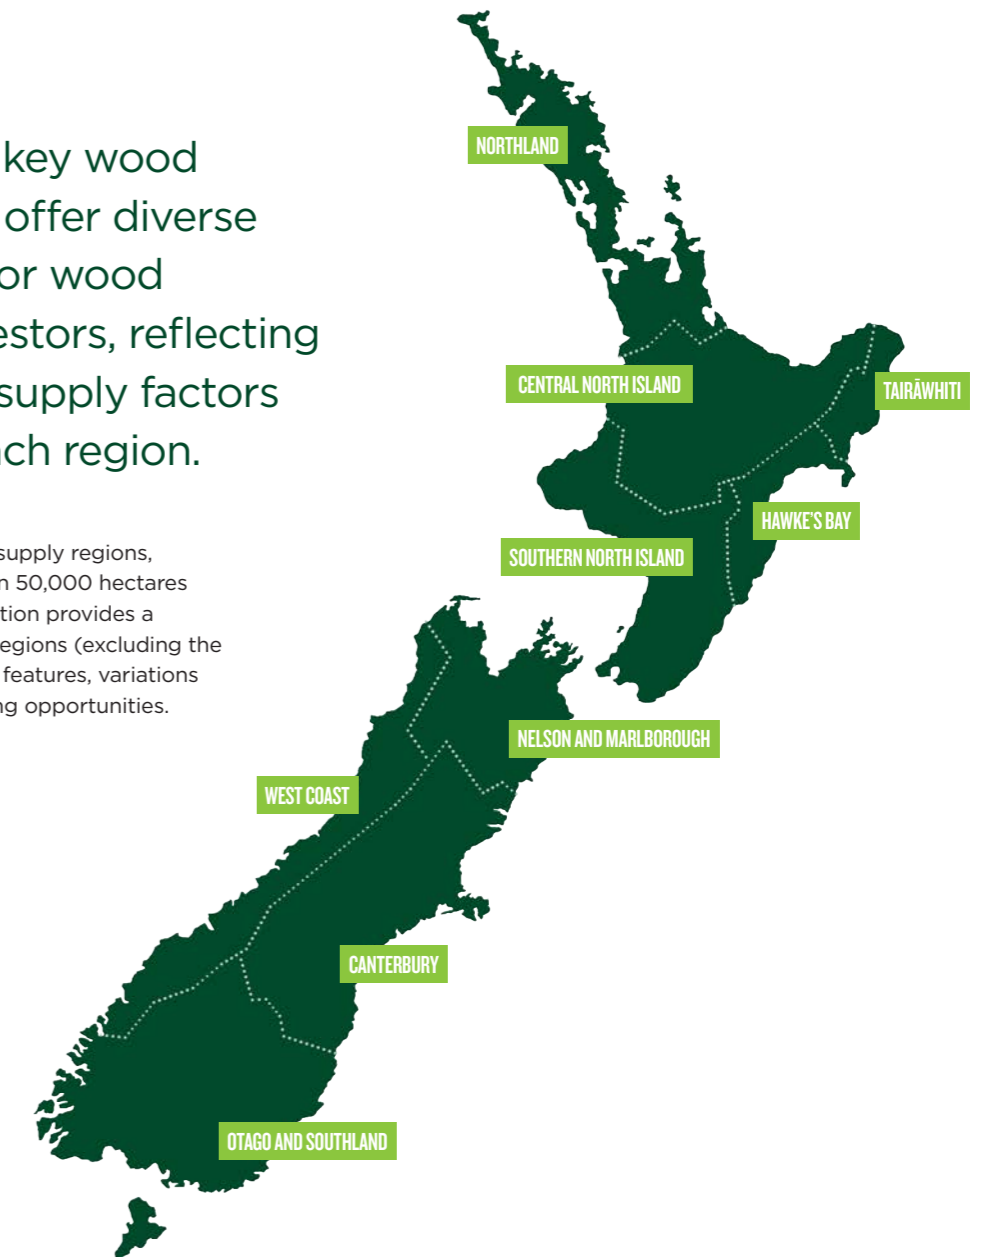 key wood
offer diverse
or wood
estors, reflecting
supply factors
ach region.
supply regions,
n 50,000 hectares
tion provides a
egions (excluding the
features, variations
ng opportunities.
NORTHLAND
CENTRAL NORTH ISLAND
TAIRĀWHITI
HAWKE'S BAY
SOUTHERN NORTH ISLAND
NELSON AND MARLBOROUGH
WEST COAST
CANTERBURY
OTAGO AND SOUTHLAND